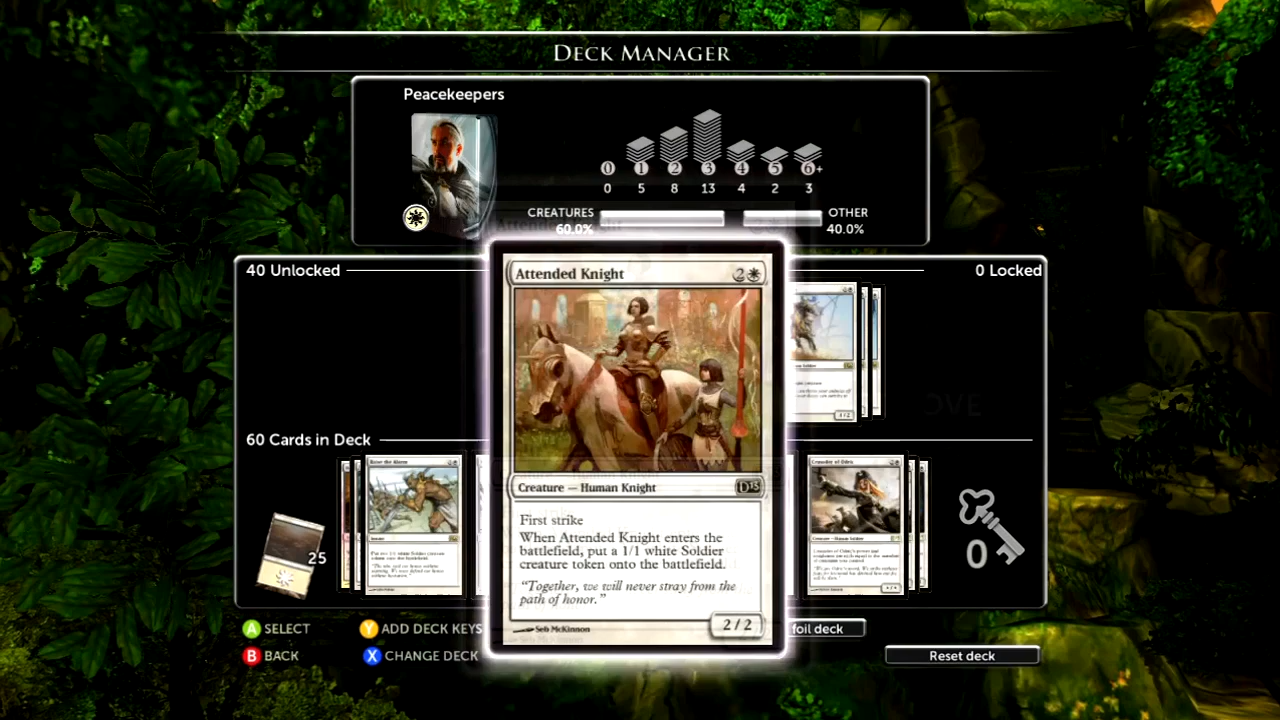 DECK MANAGER
Peacekeepers
0 1 2 3 4 5 6+
0 5 8 13 4 2 3
CREATURES
60.0%
OTHER
40.0%
40 Unlocked
0 Locked
Attended Knight 2
Creature — Human Knight D15
First strike
When Attended Knight enters the
battlefield, put a 1/1 white Soldier
creature token onto the battlefield.
"Together, we will never stray from the
path of honor."
Seb McKinnon
2 / 2
60 Cards in Deck
25
0
A SELECT
Y ADD DECK KEYS
foil deck
B BACK
X CHANGE DECK
Reset deck